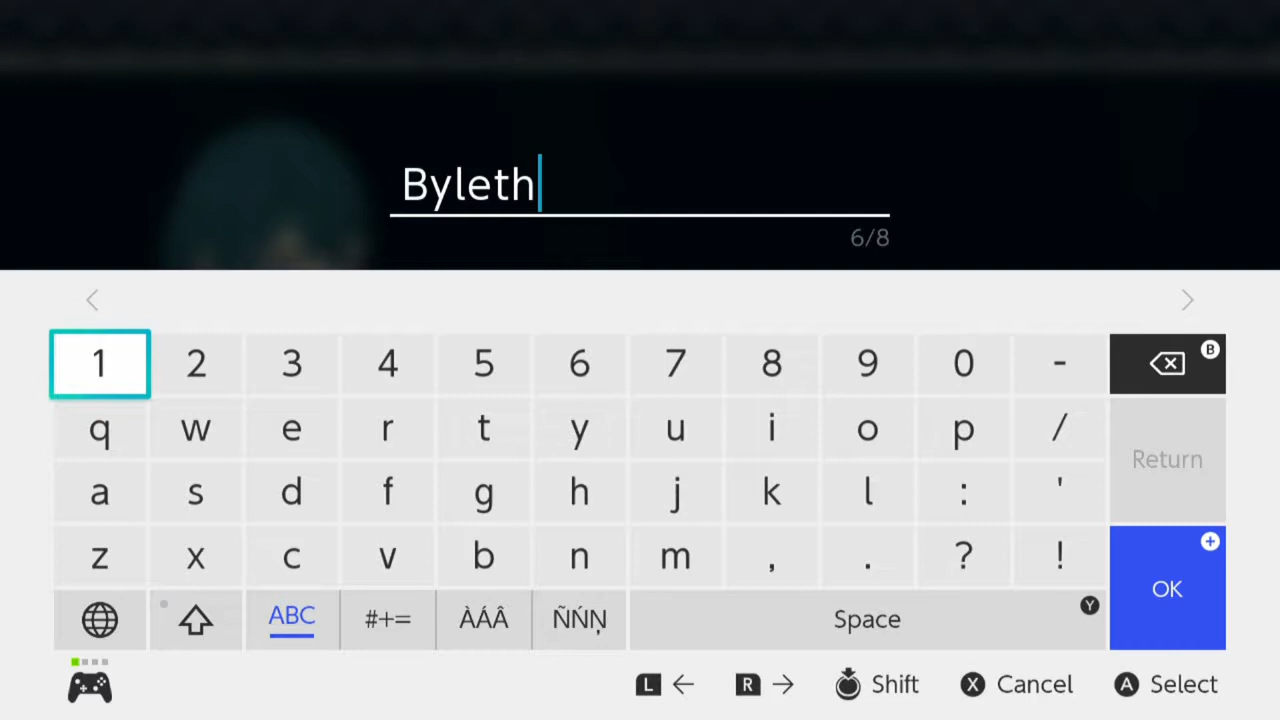 Byleth
6/8
1 2 3 4 5 6 7 8 9 0 - B
q w e r t y u i o p /
Return
a s d f g h j k l : '
z x c v b n m , . ? !
+
OK
ABC #+= ÀÁÂ ÑŃŅ Space Y
L ← R → Shift X Cancel A Select